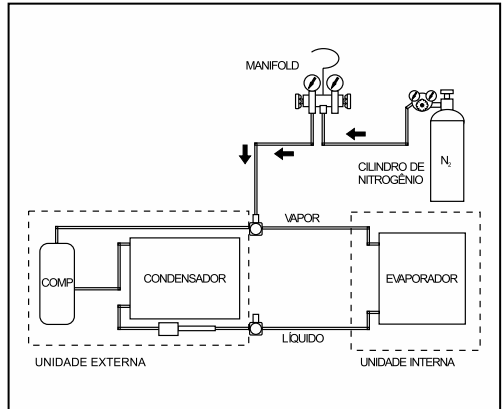 MANIFOLD
CILINDRO DE
NITROGÊNIO
N2
VAPOR
COMP
CONDENSADOR
EVAPORADOR
LÍQUIDO
UNIDADE EXTERNA
UNIDADE INTERNA